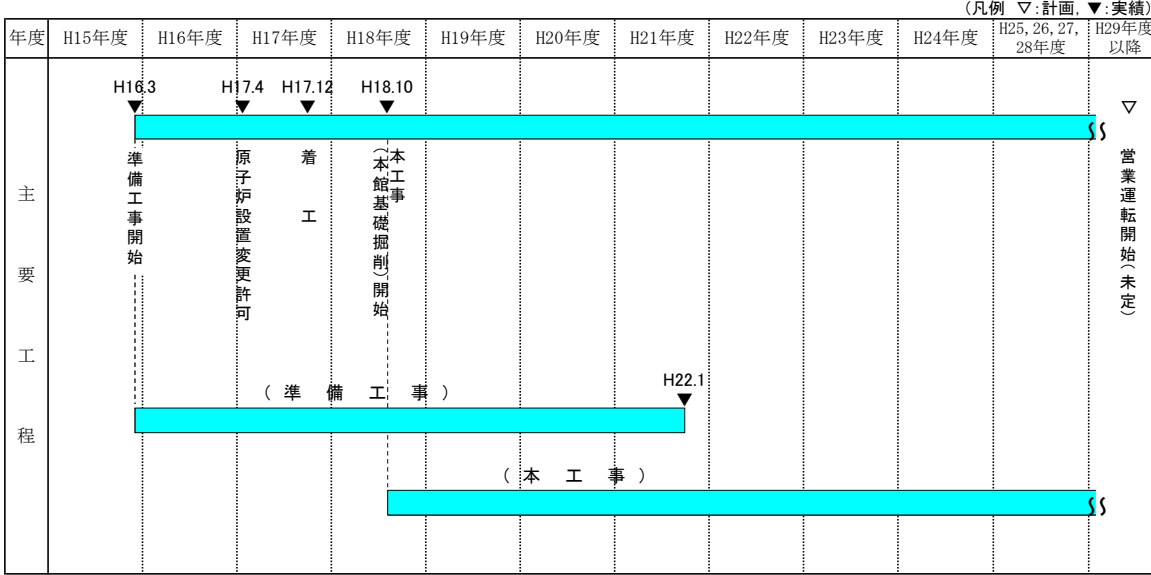 (凡例 ▽:計画, ▼:実績)
年度 H15年度 H16年度 H17年度 H18年度 H19年度 H20年度 H21年度 H22年度 H23年度 H24年度 H25,26,27, H29年度
28年度 以降
H16.3 H17.4 H17.12 H18.10
▼ ▼ ▼ ▼ ▽
準備工事開始
原子炉設置変更許可
着工
本工事
(本館基礎掘削)開始
営業運転開始(未定)
主要工程
H22.1
▼
(準備工事)
(本工事)